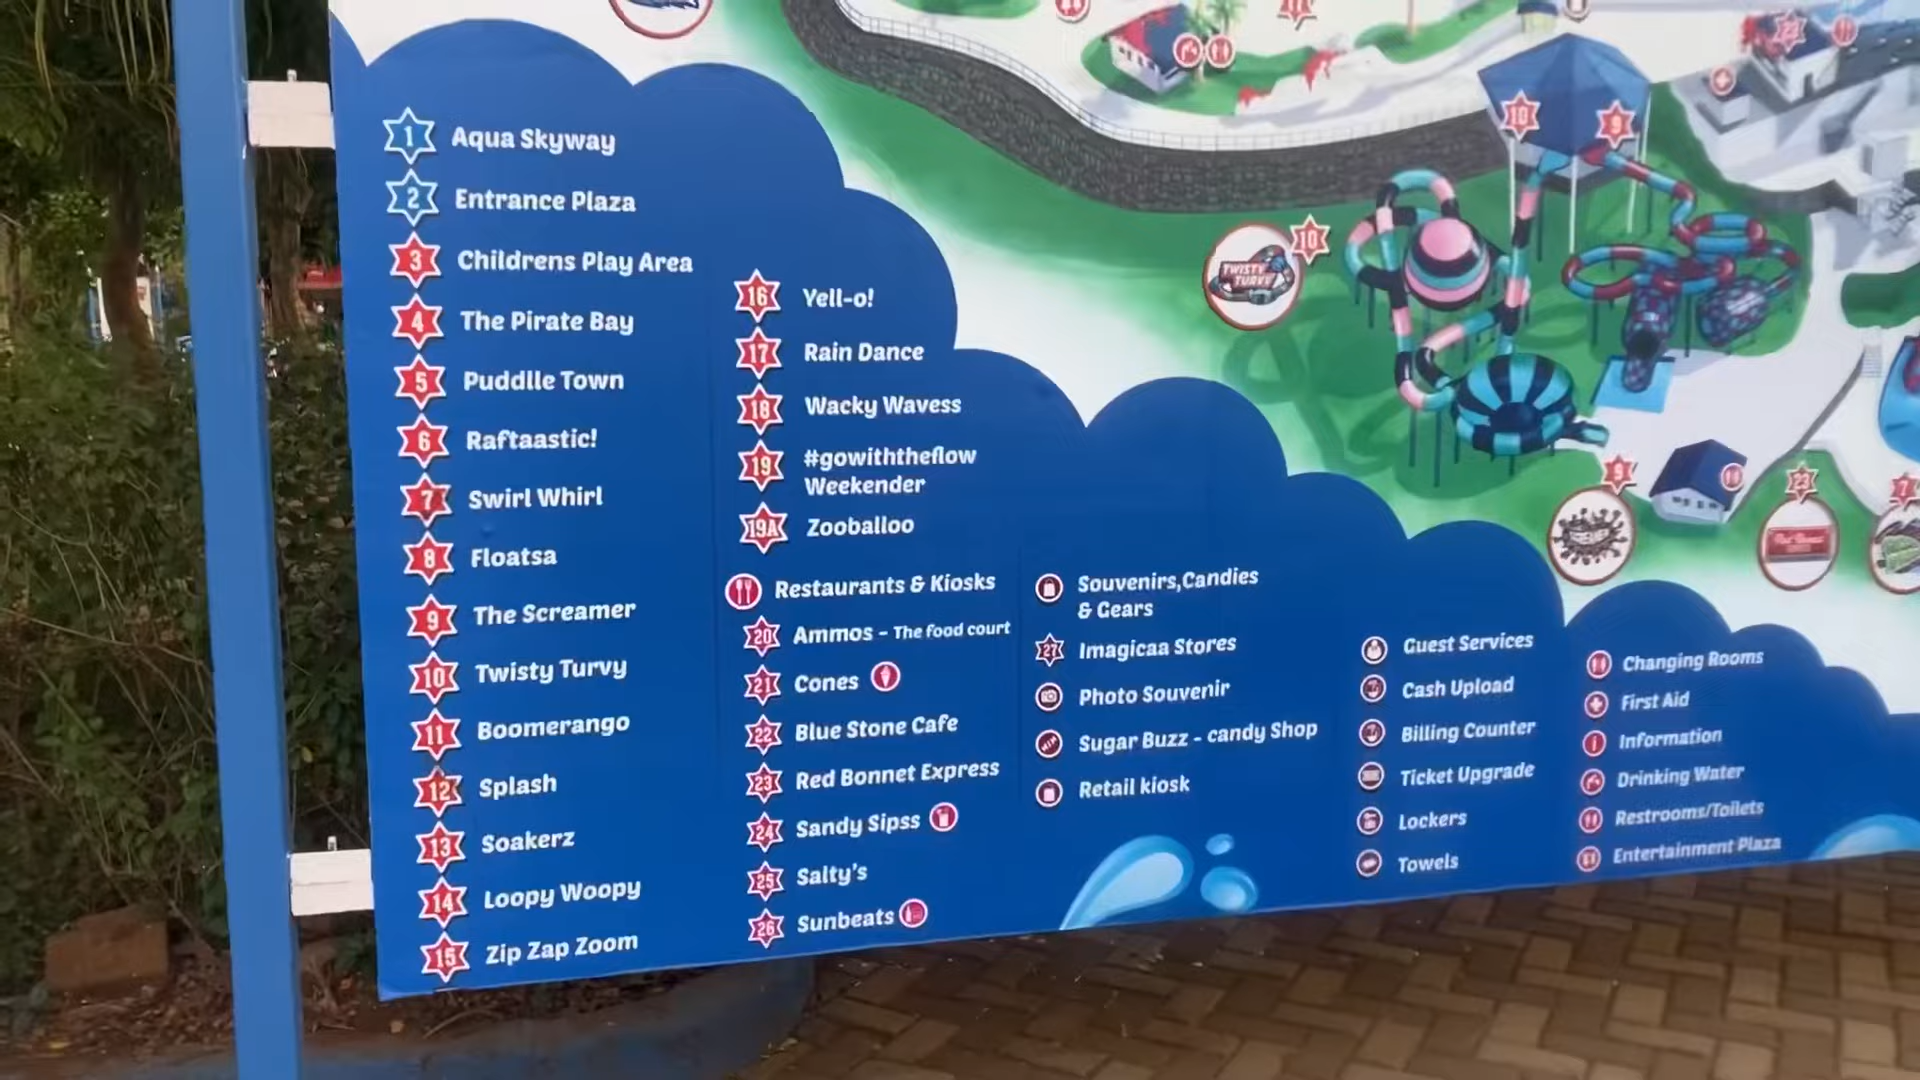 1 Aqua Skyway
2 Entrance Plaza
3 Childrens Play Area
4 The Pirate Bay
5 Puddlle Town
6 Raftaastic!
7 Swirl Whirl
8 Floatsa
9 The Screamer
10 Twisty Turvy
11 Boomerango
12 Splash
13 Soakerz
14 Loopy Woopy
15 Zip Zap Zoom
16 Yell-o!
17 Rain Dance
18 Wacky Wavess
19 #gowiththeflow
Weekender
19A Zooballoo
Restaurants & Kiosks
20 Ammos - The food court
21 Cones
22 Blue Stone Cafe
23 Red Bonnet Express
24 Sandy Sipss
25 Salty's
26 Sunbeats
Souvenirs,Candies
& Gears
27 Imagicaa Stores
Photo Souvenir
Sugar Buzz - candy Shop
Retail kiosk
Guest Services
Cash Upload
Billing Counter
Ticket Upgrade
Lockers
Towels
Changing Rooms
First Aid
Information
Drinking Water
Restrooms/Toilets
Entertainment Plaza
10
9
TWISTY
TURVY
10
9
23
7